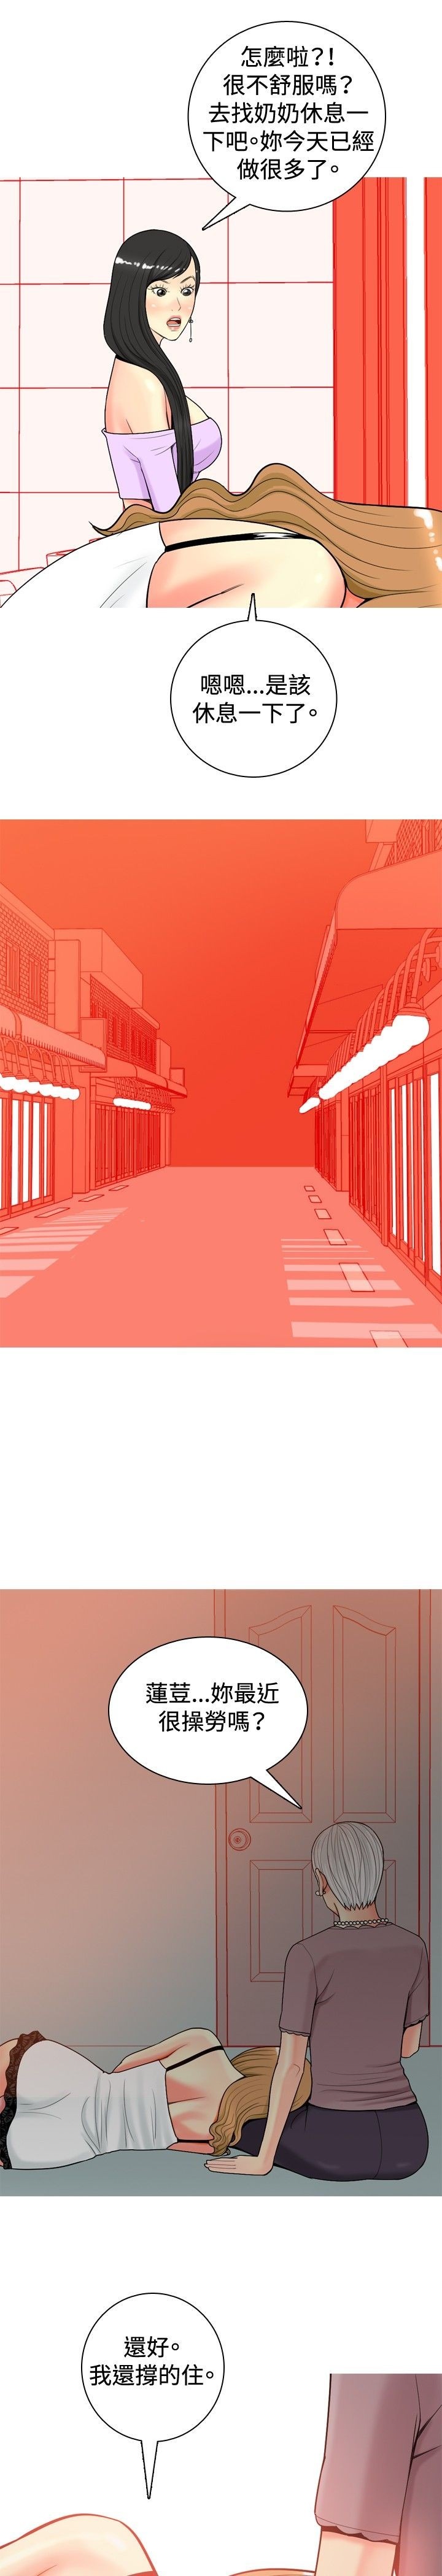 怎麼啦？！
很不舒服嗎？
去找奶奶休息一
下吧。妳今天已經
做很多了。
嗯嗯...是該
休息一下了。
蓮荳...妳最近
很操勞嗎？
還好。
我還撐的住。